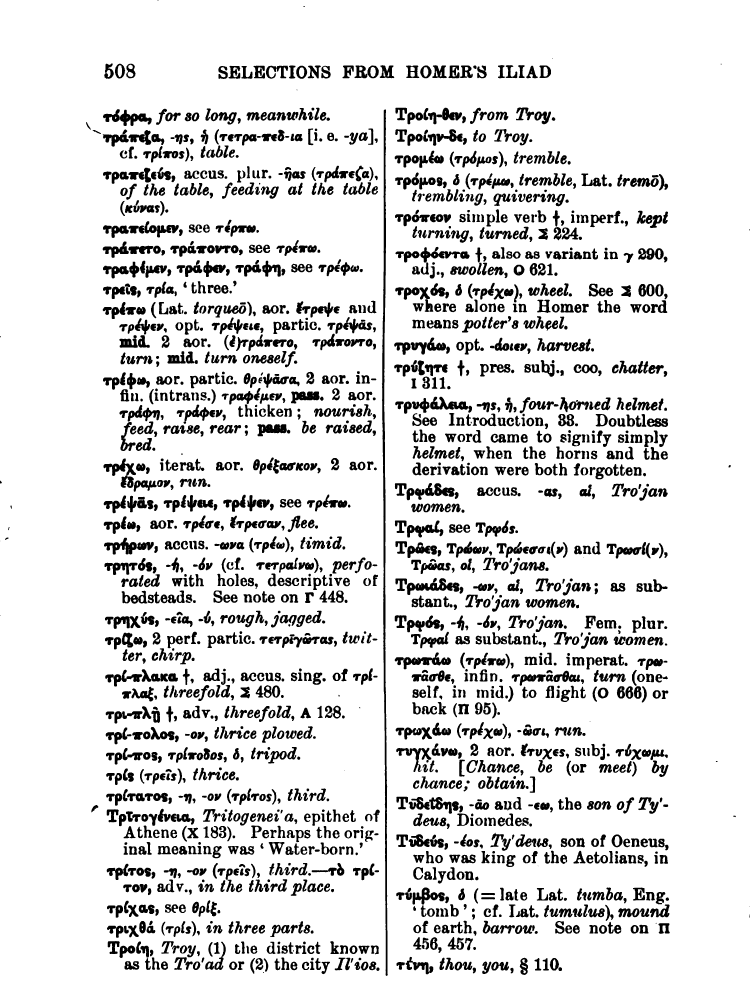 508 SELECTIONS FROM HOMER'S ILIAD
τόφρα, for so long, meanwhile.
τράπεζα, -ης, ἡ (τετρα-πεδ-ια [i. e. -ya],
cf. τρίπος), table.
τραπεζεύς, accus. plur. -ῆας (τράπεζα),
of the table, feeding at the table
(κύνας).
τραπείομεν, see τέρπω.
τράπετο, τράποντο, see τρέπω.
τραφέμεν, τράφεν, τράφη, see τρέφω.
τρεῖς, τρία, ‘three.’
τρέπω (Lat. torqueō), aor. ἔτρεψε and
τρέψεν, opt. τρέψειε, partic. τρέψᾱς,
mid. 2 aor. (ἐ)τράπετο, τράποντο,
turn; mid. turn oneself.
τρέφω, aor. partic. θρέψᾱσα, 2 aor. in-
fin. (intrans.) τραφέμεν, pass. 2 aor.
τράφη, τράφεν, thicken; nourish,
feed, raise, rear; pass. be raised,
bred.
τρέχω, iterat. aor. θρέξασκον, 2 aor.
ἔδραμον, run.
τρέψᾱς, τρέψειε, τρέψεν, see τρέπω.
τρέω, aor. τρέσε, ἔτρεσαν, flee.
τρήρων, accus. -ωνα (τρέω), timid.
τρητός, -ή, -όν (cf. τετραίνω), perfo-
rated with holes, descriptive of
bedsteads. See note on Γ 448.
τρηχύς, -εῖα, -ύ, rough, jagged.
τρίζω, 2 perf. partic. τετρῑγῶτας, twit-
ter, chirp.
τρί-πλακα †, adj., accus. sing. of τρί-
πλαξ, threefold, Σ 480.
τρι-πλῇ †, adv., threefold, Α 128.
τρί-πολος, -ον, thrice plowed.
τρί-πος, τρίποδος, ὁ, tripod.
τρίς (τρεῖς), thrice.
τρίτατος, -η, -ον (τρίτος), third.
Τρῑτογένεια, Tritogenei'a, epithet of
Athene (Χ 183). Perhaps the orig-
inal meaning was ‘Water-born.’
τρίτος, -η, -ον (τρεῖς), third.—τὸ τρί-
τον, adv., in the third place.
τρίχας, see θρίξ.
τριχθά (τρίς), in three parts.
Τροίη, Troy, (1) the district known
as the Tro'ad or (2) the city Il'ios.
Τροίη-θεν, from Troy.
Τροίην-δε, to Troy.
τρομέω (τρόμος), tremble.
τρόμος, ὁ (τρέμω, tremble, Lat. tremō),
trembling, quivering.
τρόπεον simple verb †, imperf., kept
turning, turned, Σ 224.
τροφόεντα †, also as variant in γ 290,
adj., swollen, Ο 621.
τροχός, ὁ (τρέχω), wheel. See Σ 600,
where alone in Homer the word
means potter's wheel.
τρυγάω, opt. -άοιεν, harvest.
τρύζητε †, pres. subj., coo, chatter,
Ι 311.
τρυφάλεια, -ης, ἡ, four-horned helmet.
See Introduction, 33. Doubtless
the word came to signify simply
helmet, when the horns and the
derivation were both forgotten.
Τρῳάδες, accus. -ας, αἱ, Tro'jan
women.
Τρῳαί, see Τρῳός.
Τρῶες, Τρώων, Τρώεσσι(ν) and Τρωσί(ν),
Τρῶας, οἱ, Tro'jans.
Τρωιάδες, -ων, αἱ, Tro'jan; as sub-
stant., Tro'jan women.
Τρῳός, -ή, -όν, Tro'jan. Fem. plur.
Τρῳαί as substant., Tro'jan women.
τρωπάω (τρέπω), mid. imperat. τρω-
πᾶσθε, infin. τρωπᾶσθαι, turn (one-
self, in mid.) to flight (Ο 666) or
back (Π 95).
τρωχάω (τρέχω), -ῶσι, run.
τυγχάνω, 2 aor. ἔτυχες, subj. τύχωμι,
hit. [Chance, be (or meet) by
chance; obtain.]
Τῡδεΐδης, -ᾱο and -εω, the son of Ty'-
deus, Diomedes.
Τῡδεύς, -έος, Ty'deus, son of Oeneus,
who was king of the Aetolians, in
Calydon.
τύμβος, ὁ (= late Lat. tumba, Eng.
‘tomb’; cf. Lat. tumulus), mound
of earth, barrow. See note on Π
456, 457.
τύνη, thou, you, § 110.